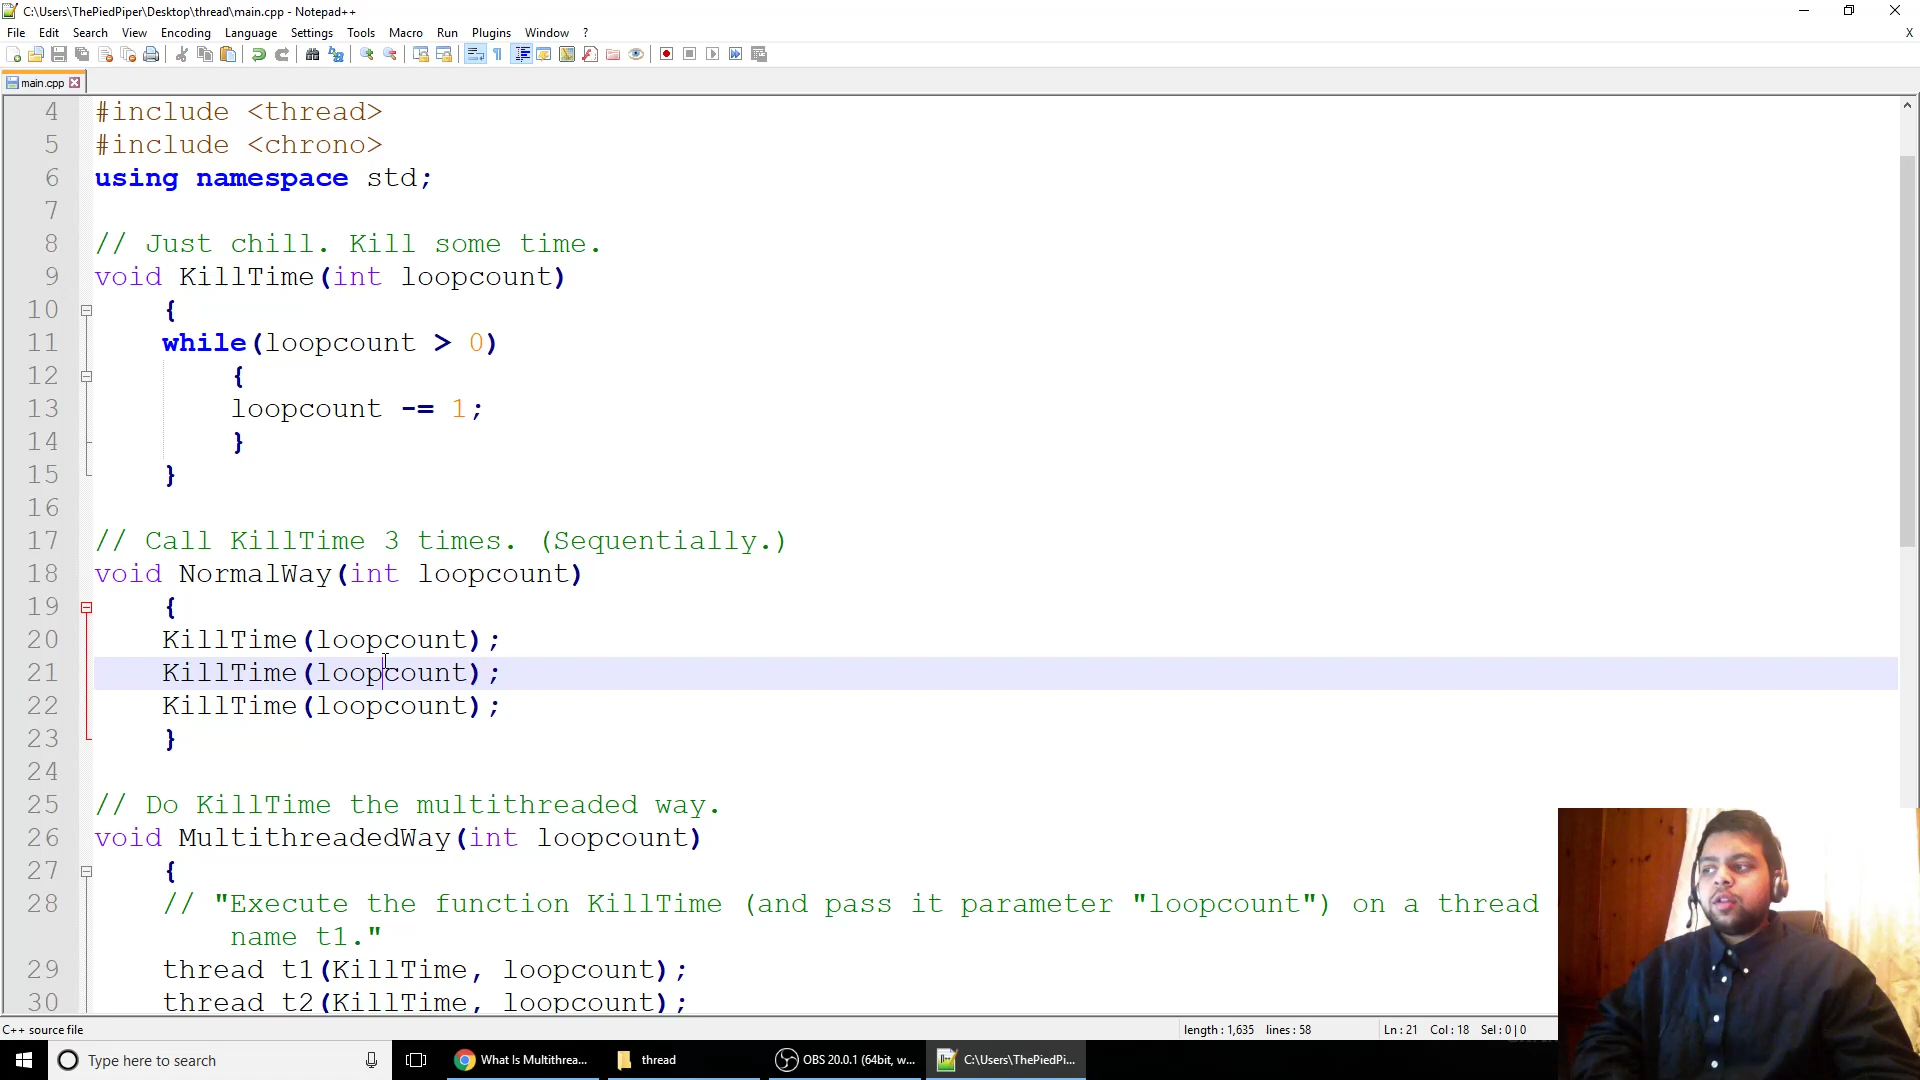 C:\Users\ThePiedPiper\Desktop\thread\main.cpp - Notepad++
File Edit Search View Encoding Language Settings Tools Macro Run Plugins Window ? X
main.cpp
4 #include <thread>
5 #include <chrono>
6 using namespace std;
7
8 // Just chill. Kill some time.
9 void KillTime(int loopcount)
10 {
11 while(loopcount > 0)
12 {
13 loopcount -= 1;
14 }
15 }
16
17 // Call KillTime 3 times. (Sequentially.)
18 void NormalWay(int loopcount)
19 {
20 KillTime(loopcount);
21 KillTime(loopcount);
22 KillTime(loopcount);
23 }
24
25 // Do KillTime the multithreaded way.
26 void MultithreadedWay(int loopcount)
27 {
28 // "Execute the function KillTime (and pass it parameter "loopcount") on a thread
name t1."
29 thread t1(KillTime, loopcount);
30 thread t2(KillTime, loopcount);
C++ source file length : 1,635 lines : 58 Ln : 21 Col : 18 Sel : 0 | 0
Type here to search What Is Multithrea... thread OBS 20.0.1 (64bit, w... C:\Users\ThePiedPi...